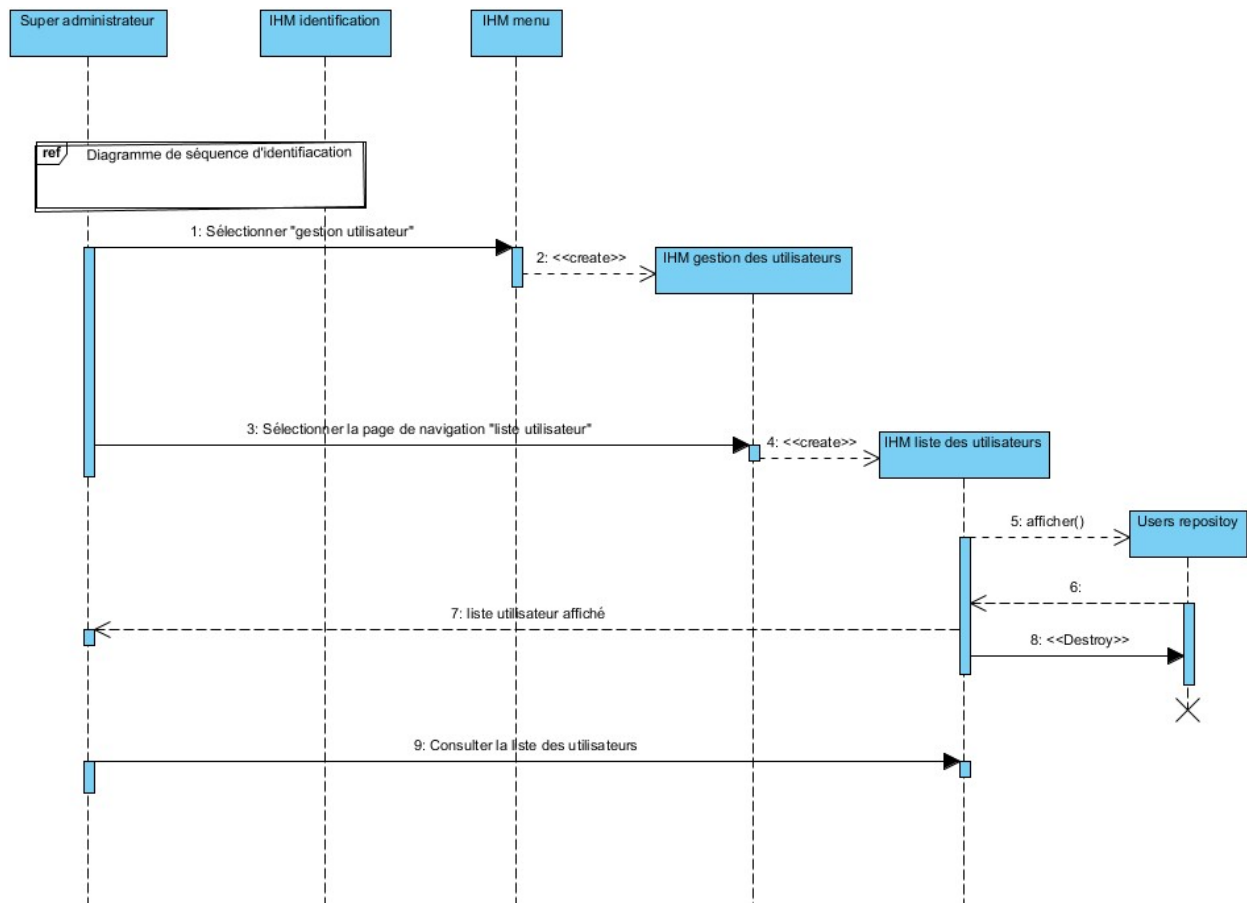 Super administrateur
IHM identification
IHM menu
ref
Diagramme de séquence d'identifiacation
1: Sélectionner "gestion utilisateur"
2: <<create>>
IHM gestion des utilisateurs
3: Sélectionner la page de navigation "liste utilisateur"
4: <<create>>
IHM liste des utilisateurs
5: afficher()
Users repositoy
6:
7: liste utilisateur affiché
8: <<Destroy>>
9: Consulter la liste des utilisateurs